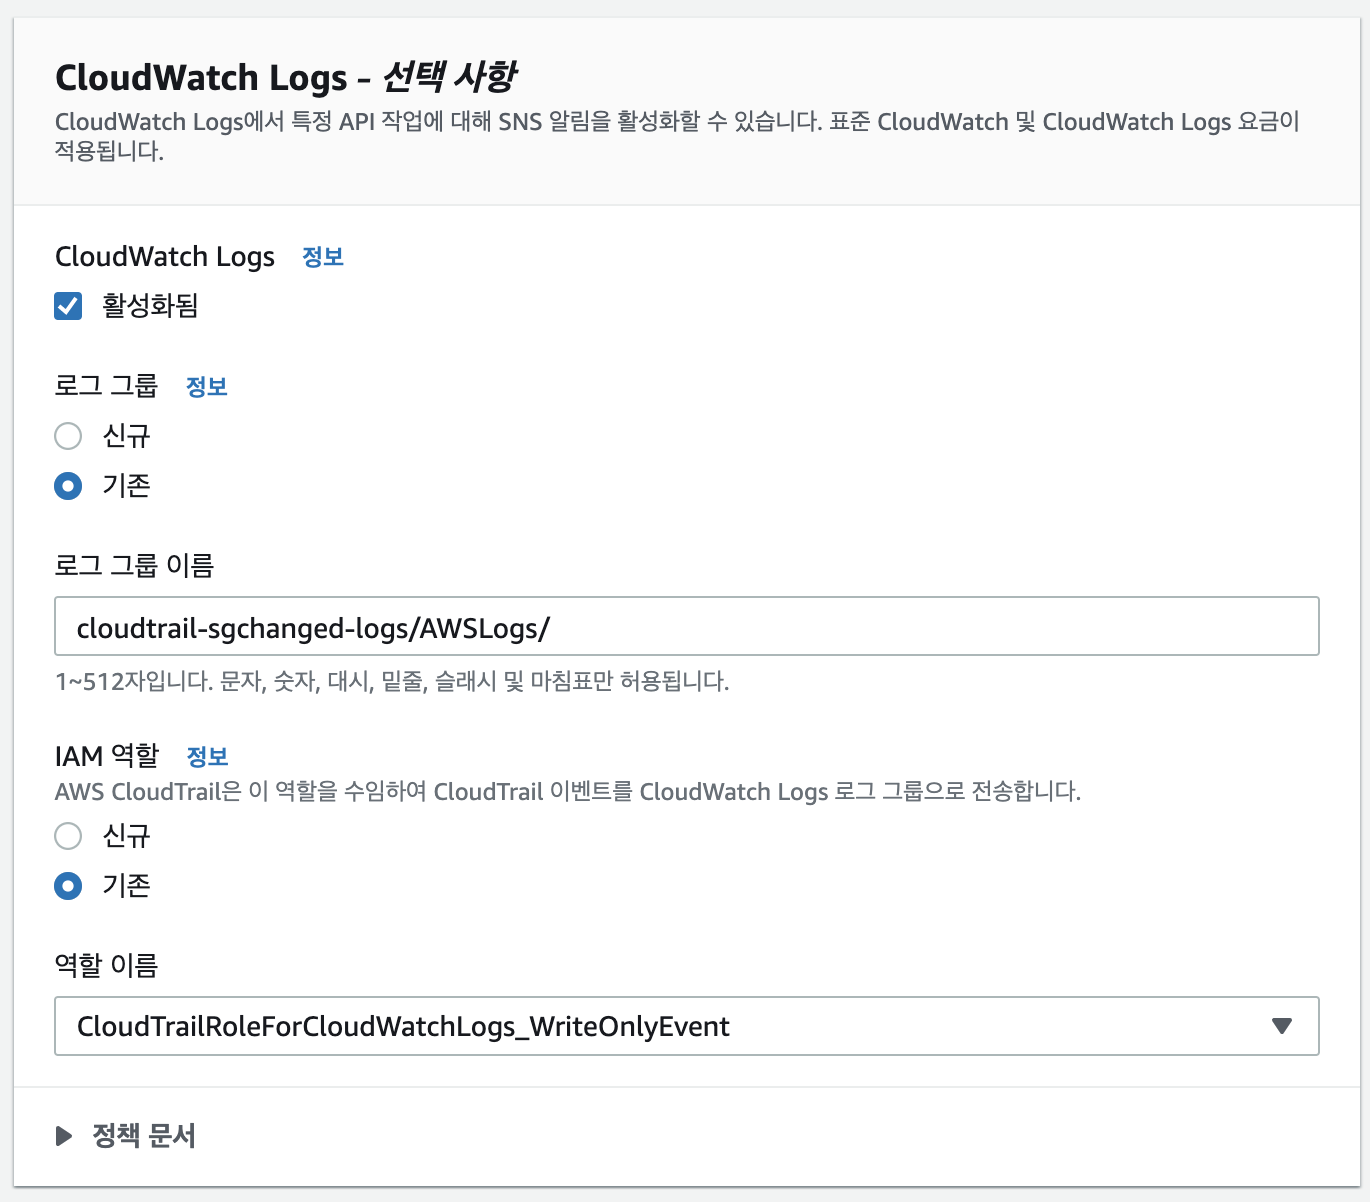 CloudWatch Logs – 선택 사항
CloudWatch Logs에서 특정 API 작업에 대해 SNS 알림을 활성화할 수 있습니다. 표준 CloudWatch 및 CloudWatch Logs 요금이
적용됩니다.
CloudWatch Logs 정보
활성화됨
로그 그룹 정보
신규
기존
로그 그룹 이름
cloudtrail-sgchanged-logs/AWSLogs/
1~512자입니다. 문자, 숫자, 대시, 밑줄, 슬래시 및 마침표만 허용됩니다.
IAM 역할 정보
AWS CloudTrail은 이 역할을 수임하여 CloudTrail 이벤트를 CloudWatch Logs 로그 그룹으로 전송합니다.
신규
기존
역할 이름
CloudTrailRoleForCloudWatchLogs_WriteOnlyEvent
정책 문서